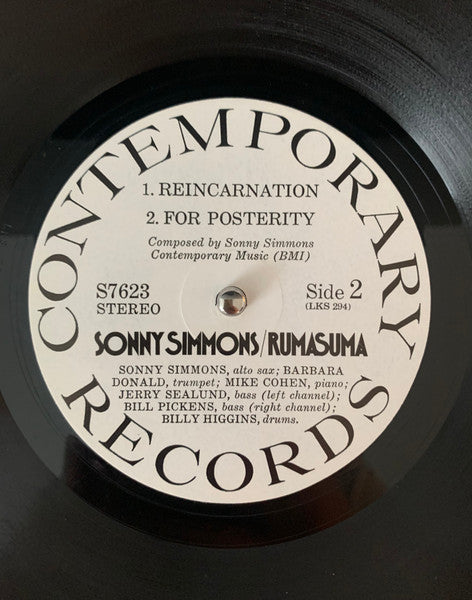 CONTEMPORARY
RECORDS
1. REINCARNATION
2. FOR POSTERITY
Composed by Sonny Simmons
Contemporary Music (BMI)
S7623
STEREO
Side 2
(LKS 294)
SONNY SIMMONS/RUMASUMA
SONNY SIMMONS, alto sax; BARBARA
DONALD, trumpet; MIKE COHEN, piano;
JERRY SEALUND, bass (left channel);
BILL PICKENS, bass (right channel);
BILLY HIGGINS, drums.